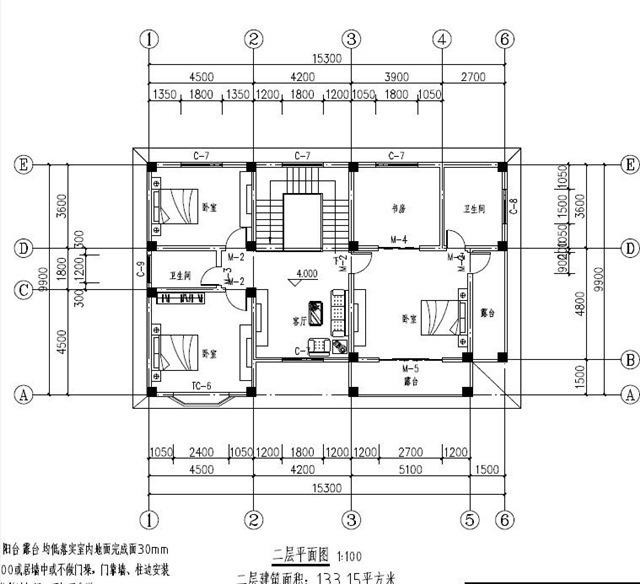 ① ② ③ ④ ⑥
15300
4500 4200 3900 2700
1350 1800 1350 1200 1800 1200 1050 1800 1050
C-7 C-7 C-7
Ⓔ Ⓔ
卧室 书房 卫生间 C-8
3600 3600 1050 1500 1050
M-4
Ⓓ Ⓓ
M-2 M-2
9900 1800 300 1200 300 C-9 卫生间 4.000 900 9900
M-2
Ⓒ
客厅 卧室 露台
4500 卧室 4800
Ⓑ
TC-6 M-5
露台
1500
Ⓐ Ⓐ
1050 2400 1050 1200 1800 1200 1200 2700 1200
4500 4200 5100 1500
15300
① ② ③ ⑤ ⑥
阳台 露台 均低落实室内地面完成面30mm
00或居墙中或不做门垛，门靠墙、柱边安装
二层平面图 1:100
二层建筑面积：133.15平方米